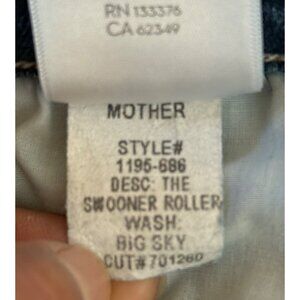 RN 133376
CA 62349
MOTHER
STYLE#
1195-686
DESC: THE
SWOONER ROLLER
WASH:
BIG SKY
CUT#701260